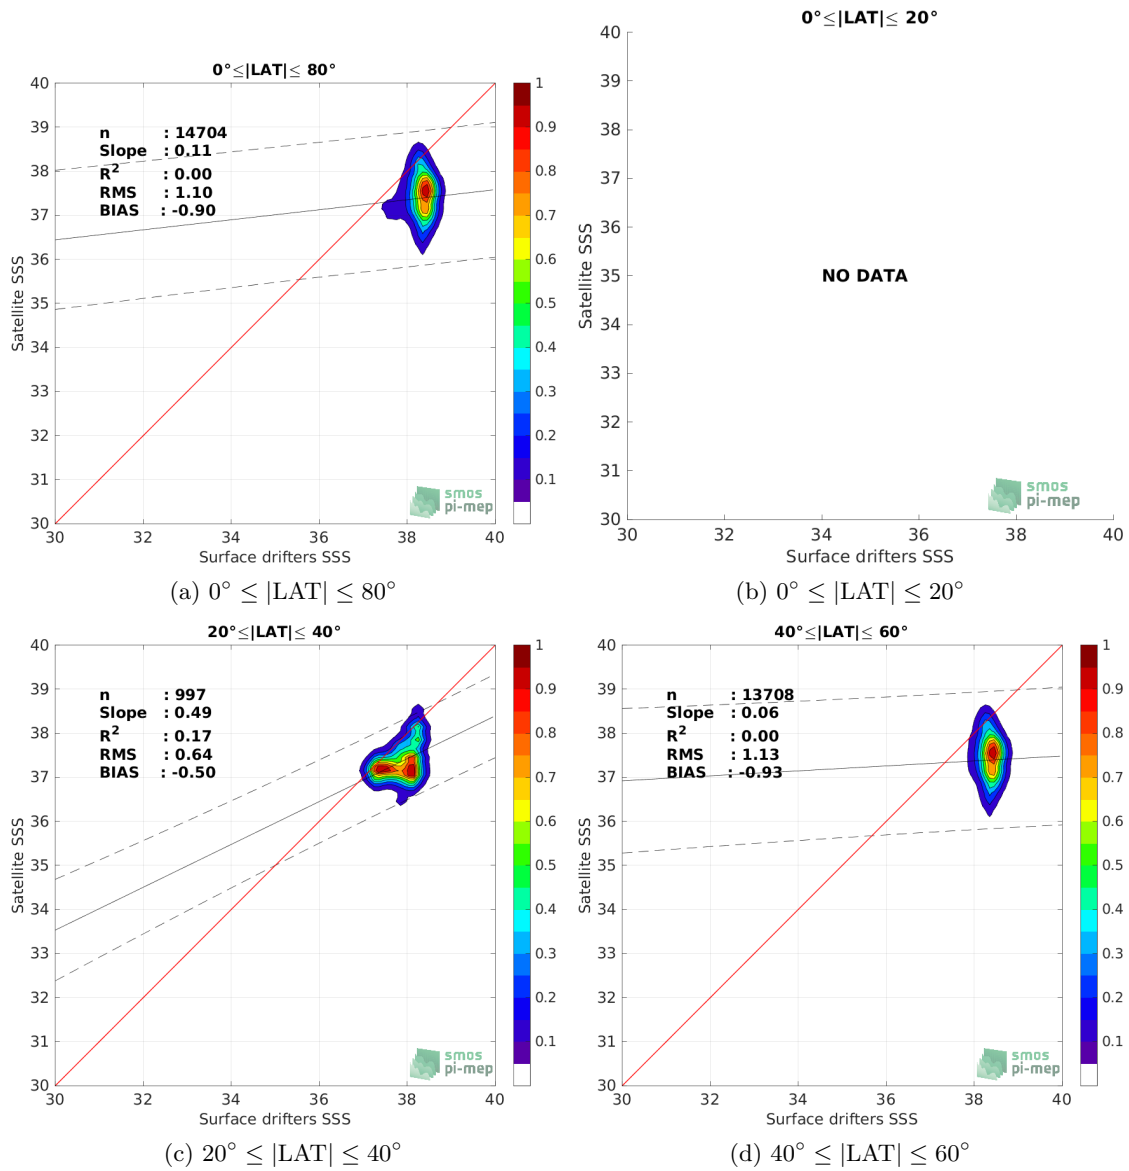 0°≤|LAT|≤ 80°
40
39
38
37
36
35
34
33
32
31
30
30
32
34
36
38
40
Satellite SSS
Surface drifters SSS
n : 14704
Slope : 0.11
R2 : 0.00
RMS : 1.10
BIAS : -0.90
1
0.9
0.8
0.7
0.6
0.5
0.4
0.3
0.2
0.1
smos
pi-mep
(a) 0° ≤ |LAT| ≤ 80°
0°≤|LAT|≤ 20°
40
39
38
37
36
35
34
33
32
31
30
30
32
34
36
38
40
Satellite SSS
Surface drifters SSS
NO DATA
smos
pi-mep
(b) 0° ≤ |LAT| ≤ 20°
20°≤|LAT|≤ 40°
40
39
38
37
36
35
34
33
32
31
30
30
32
34
36
38
40
Satellite SSS
Surface drifters SSS
n : 997
Slope : 0.49
R2 : 0.17
RMS : 0.64
BIAS : -0.50
1
0.9
0.8
0.7
0.6
0.5
0.4
0.3
0.2
0.1
smos
pi-mep
(c) 20° ≤ |LAT| ≤ 40°
40°≤|LAT|≤ 60°
40
39
38
37
36
35
34
33
32
31
30
30
32
34
36
38
40
Satellite SSS
Surface drifters SSS
n : 13708
Slope : 0.06
R2 : 0.00
RMS : 1.13
BIAS : -0.93
1
0.9
0.8
0.7
0.6
0.5
0.4
0.3
0.2
0.1
smos
pi-mep
(d) 40° ≤ |LAT| ≤ 60°